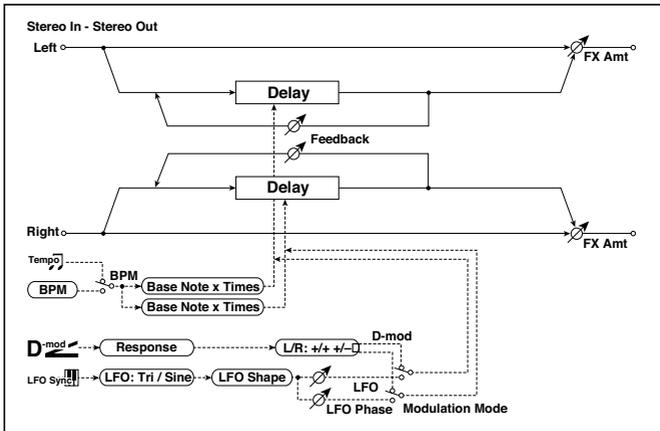 Stereo In - Stereo Out
Left
FX Amt
Delay
Feedback
Delay
Right
FX Amt
Tempo
BPM
BPM
Base Note x Times
Base Note x Times
D-mod
D-mod
Response
L/R: +/+ +/–
LFO Sync
LFO: Tri / Sine
LFO Shape
LFO
LFO Phase
Modulation Mode